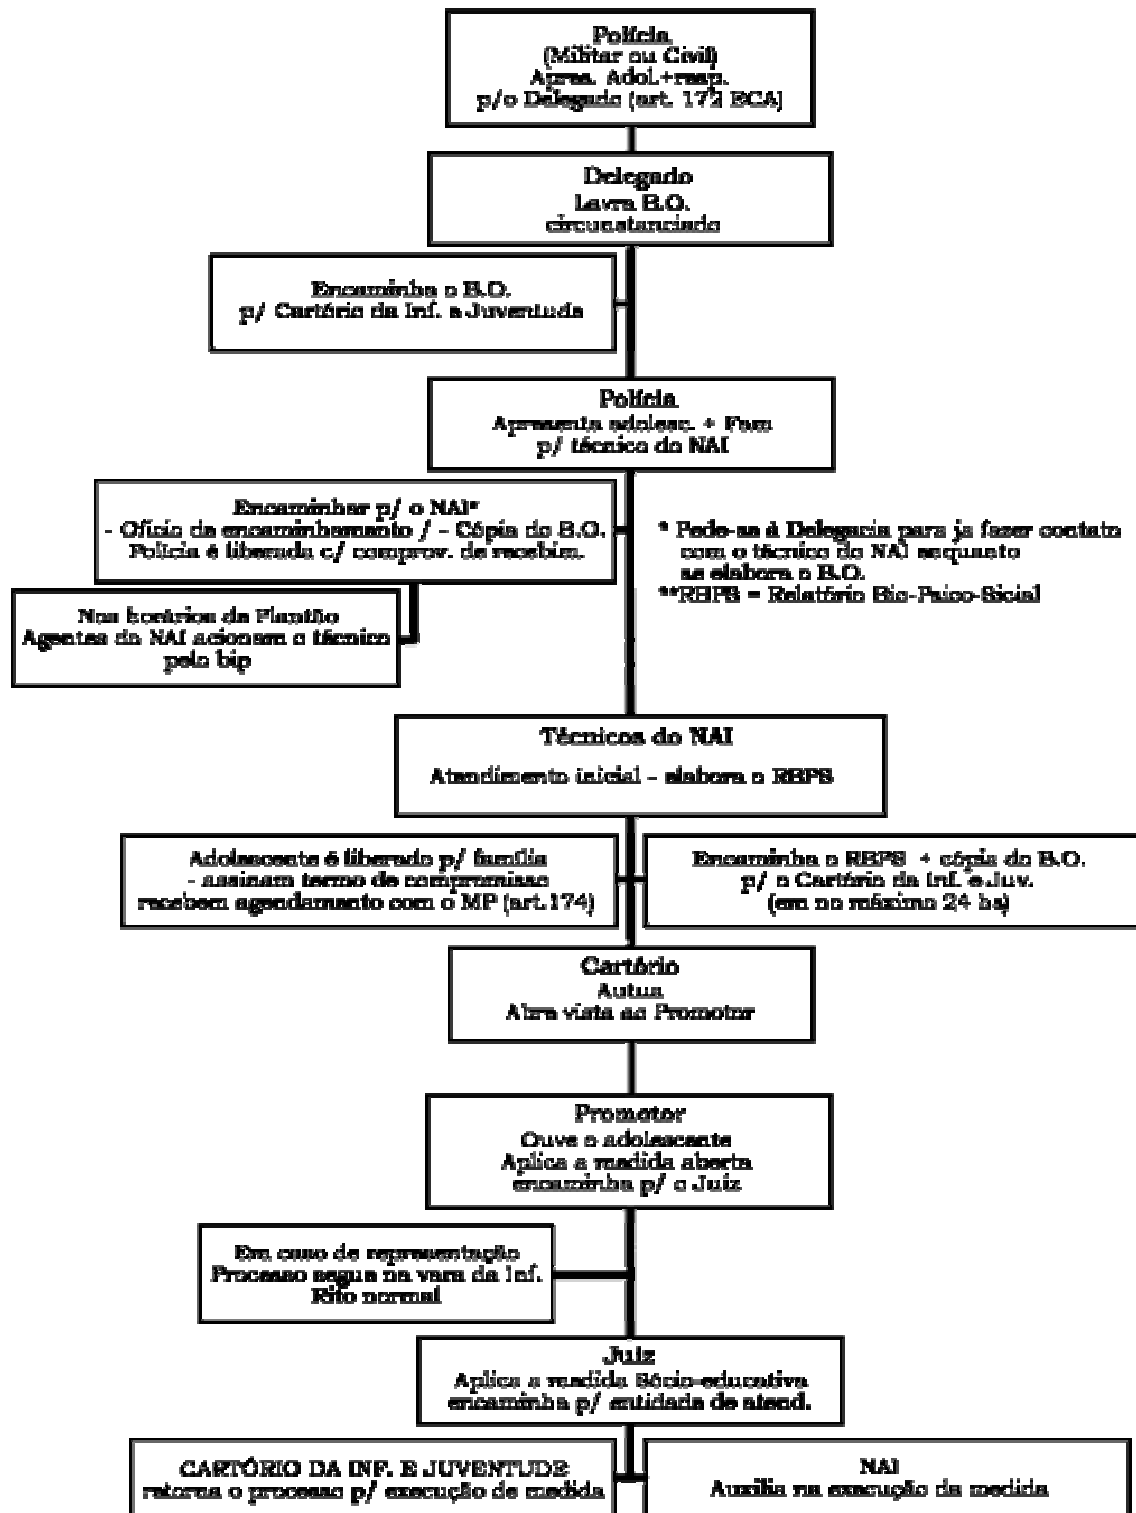 Polícia
(Militar ou Civil)
Apres. Adol.+resp.
p/o Delegado (art. 172 ECA)
Delegado
Lavra B.O.
circunstanciado
Encaminha o B.O.
p/ Cartório da Inf. e Juventude
Polícia
Apresenta adolesc. + Fam
p/ técnico do NAI
Encaminhar p/ o NAI*
- Ofício de encaminhamento / - Cópia do B.O.
Polícia é liberada c/ comprov. de recebim.
* Pede-se à Delegacia para ja fazer contato
com o técnico do NAI enquanto
se elabora o B.O.
**RBPS = Relatório Bio-Psico-Sicial
Nos horários de Plantão
Agentes do NAI acionam o técnico
pelo bip
Técnicos do NAI
Atendimento inicial - elabora o RBPS
Adolescente é liberado p/ família
- assinam termo de compromisso
recebem agendamento com o MP (art.174)
Encaminha o RBPS + cópia do B.O.
p/ o Cartório da Inf. e Juv.
(em no máximo 24 hs)
Cartório
Autua
Abre vista ao Promotor
Promotor
Ouve o adolescente
Aplica a medida aberta
encaminha p/ o Juiz
Em caso de representação
Processo segue na vara da Inf.
Rito normal
Juiz
Aplica a medida Sócio-educativa
encaminha p/ entidade de atend.
CARTÓRIO DA INF. E JUVENTUDE
retorna o processo p/ execução de medida
NAI
Auxilia na execução da medida